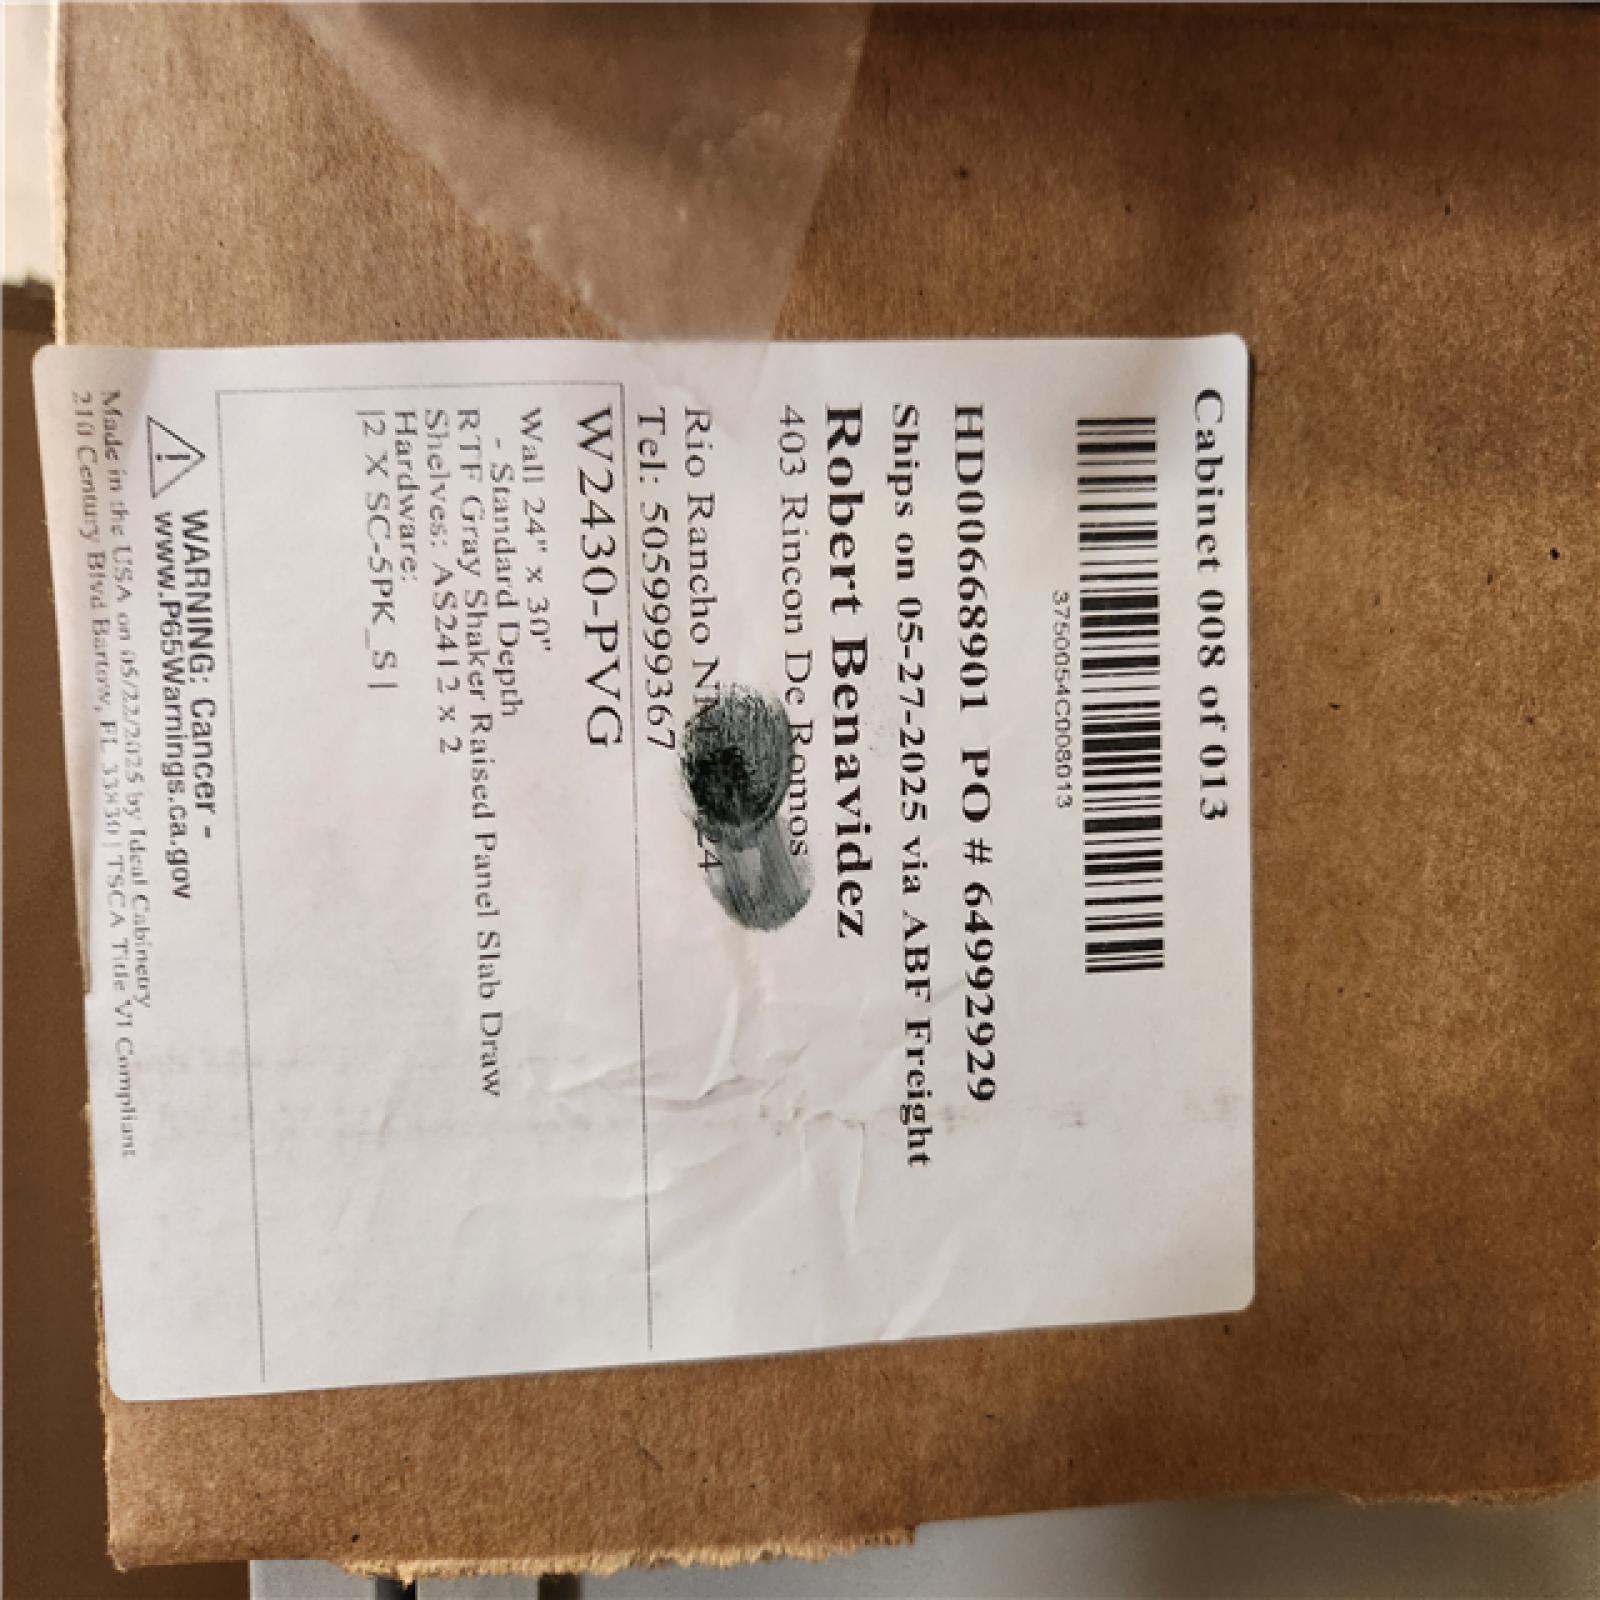 Cabinet 008 of 013
3750054C008013
HD00668901 PO # 64992929
Ships on 05-27-2025 via ABF Freight
Robert Benavidez
403 Rincon De Romos
Rio Rancho NM
Tel: 5059999367
W2430-PVG
Wall 24" x 30"
- Standard Depth
RTF Gray Shaker Raised Panel Slab Draw
Shelves: AS2412 x 2
Hardware:
|2 X SC-5PK_S|
WARNING: Cancer -
www.P65Warnings.ca.gov
Made in the USA on 05/22/2025 by Ideal Cabinetry
210 Century Blvd Bartow, FL 33830 | TSCA Title VI Compliant